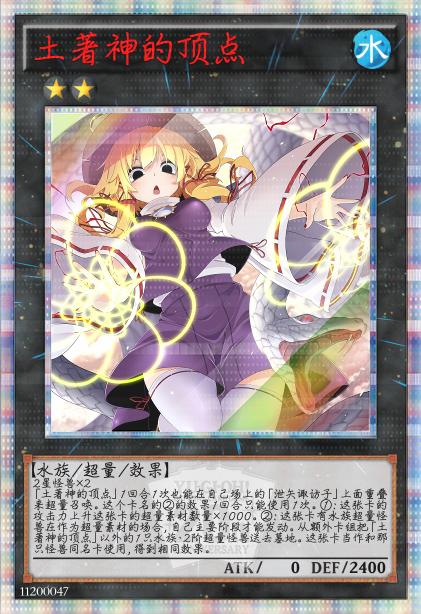 土著神的顶点
水
【水族/超量/效果】
2星怪兽×2
「土著神的顶点」1回合1次也能在自己场上的「泄矢诹访子」上面重叠
来超量召唤。这个卡名的②的效果1回合只能使用1次。①:这张卡的
攻击力上升这张卡的超量素材数量×1000。②:这张卡有水族超量怪
兽在作为超量素材的场合,自己主要阶段才能发动。从额外卡组把「土
著神的顶点」以外的1只水族·2阶超量怪兽送去墓地。这张卡当作和那
只怪兽同名卡使用,得到相同效果。
ATK/ 0 DEF/2400
11200047